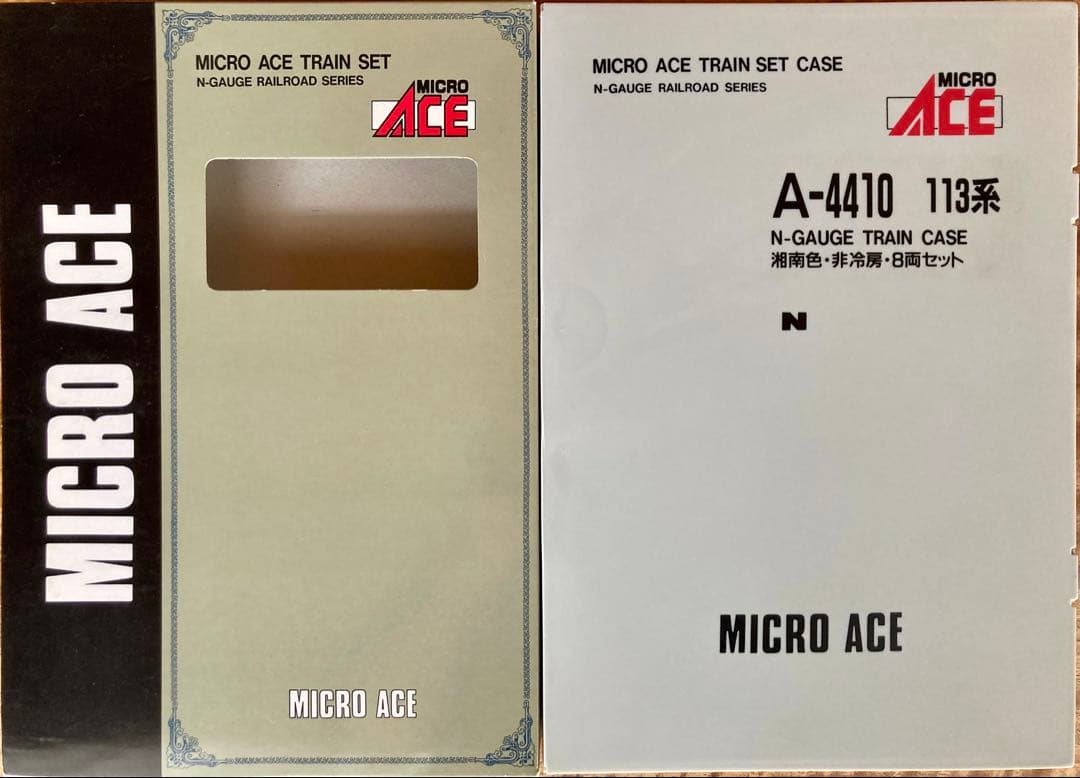 MICRO ACE
MICRO ACE TRAIN SET
N-GAUGE RAILROAD SERIES
MICRO
ACE
MICRO ACE
MICRO ACE TRAIN SET CASE
N-GAUGE RAILROAD SERIES
MICRO
ACE
A-4410 113系
N-GAUGE TRAIN CASE
湘南色・非冷房・8両セット
N
MICRO ACE